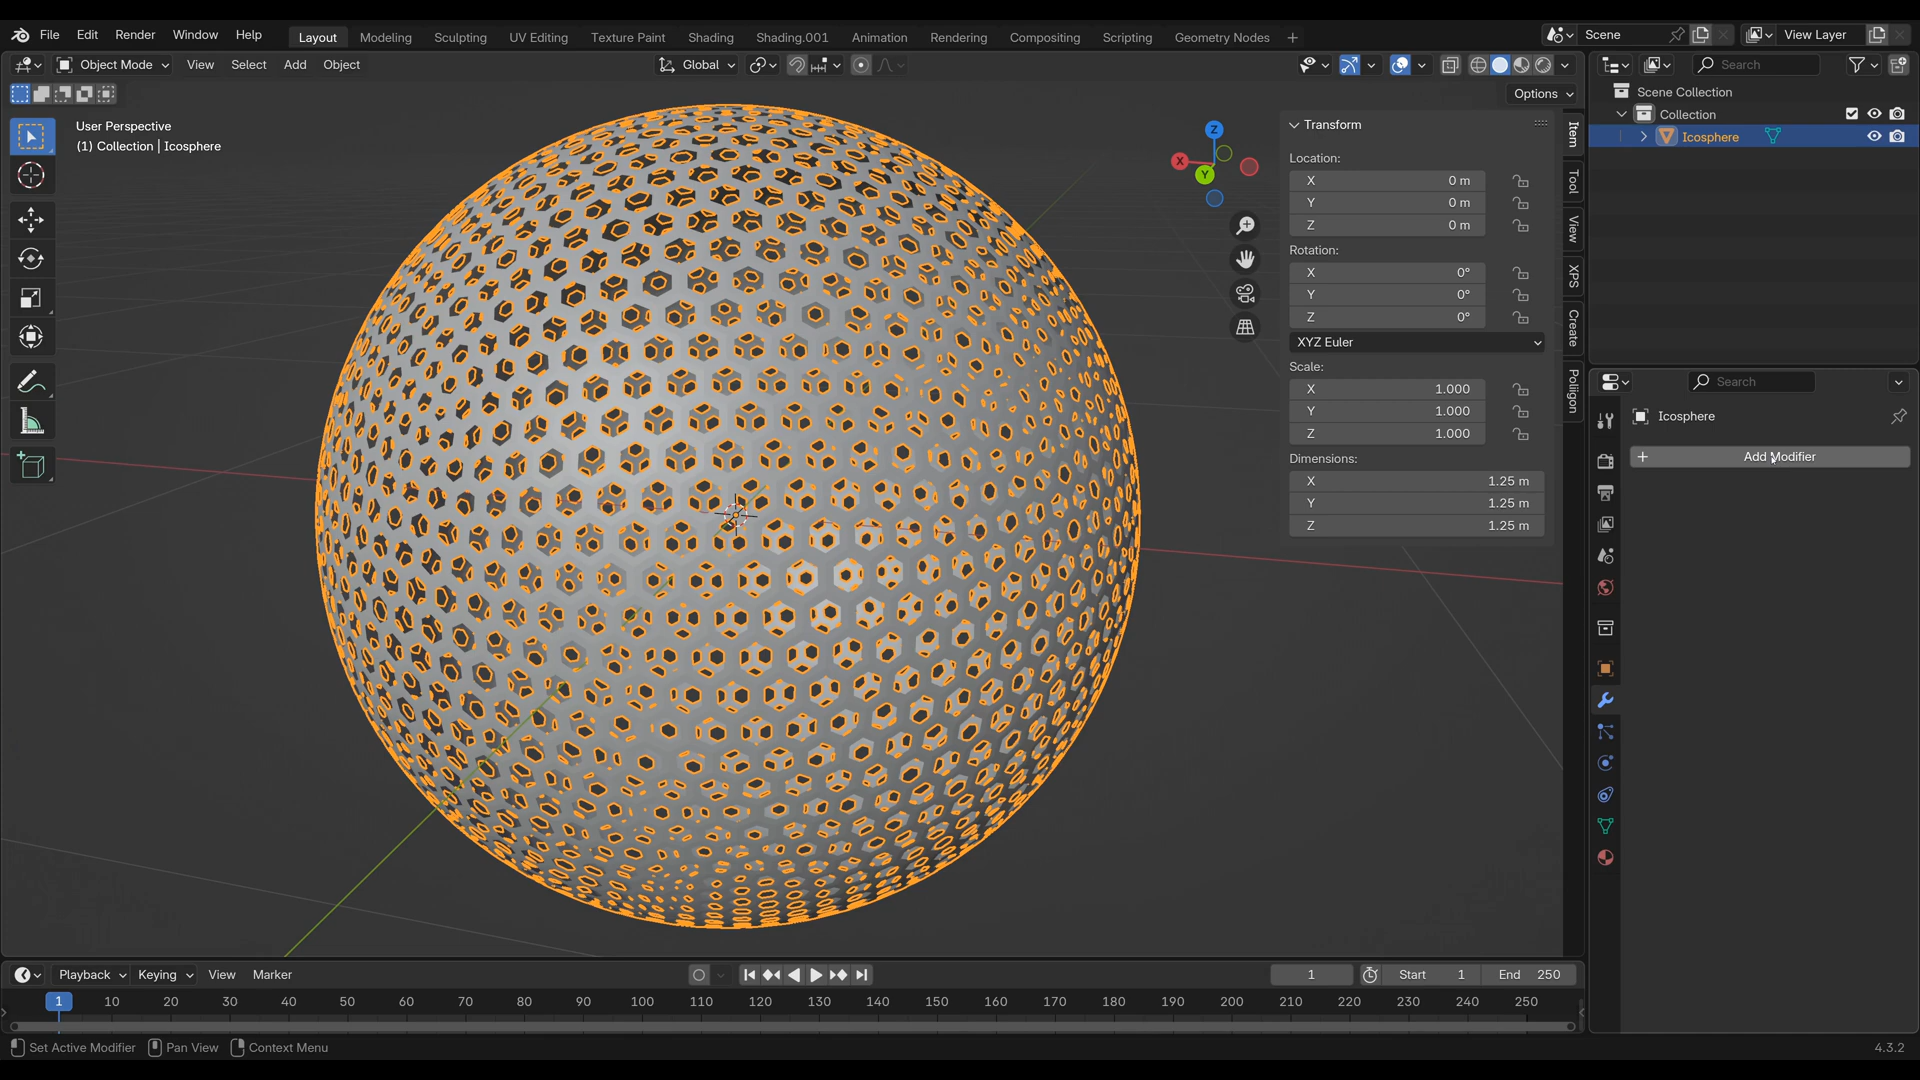 File Edit Render Window Help Layout Modeling Sculpting UV Editing Texture Paint Shading Shading.001 Animation Rendering Compositing Scripting Geometry Nodes + Scene View Layer
Object Mode View Select Add Object Global Search
Options
User Perspective
(1) Collection | Icosphere
Z
X
Y
Transform
Location:
X 0 m
Y 0 m
Z 0 m
Rotation:
X 0°
Y 0°
Z 0°
XYZ Euler
Scale:
X 1.000
Y 1.000
Z 1.000
Dimensions:
X 1.25 m
Y 1.25 m
Z 1.25 m
Item
Tool
View
XPS
Create
Poliigon
Scene Collection
Collection
Icosphere
Search
Icosphere
+ Add Modifier
Playback Keying View Marker 1 Start 1 End 250
1 10 20 30 40 50 60 70 80 90 100 110 120 130 140 150 160 170 180 190 200 210 220 230 240 250
Set Active Modifier Pan View Context Menu 4.3.2